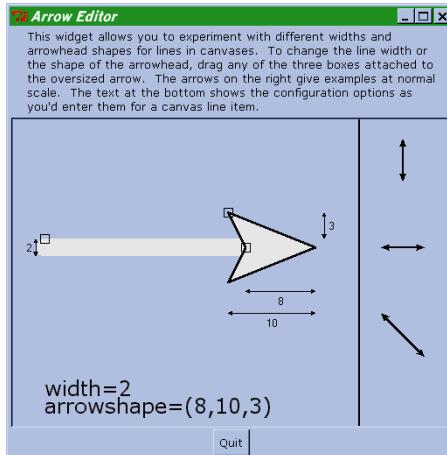 Arrow Editor
This widget allows you to experiment with different widths and
arrowhead shapes for lines in canvases. To change the line width or
the shape of the arrowhead, drag any of the three boxes attached to
the oversized arrow. The arrows on the right give examples at normal
scale. The text at the bottom shows the configuration options as
you'd enter them for a canvas line item.
3
2
8
10
width=2
arrowshape=(8,10,3)
Quit